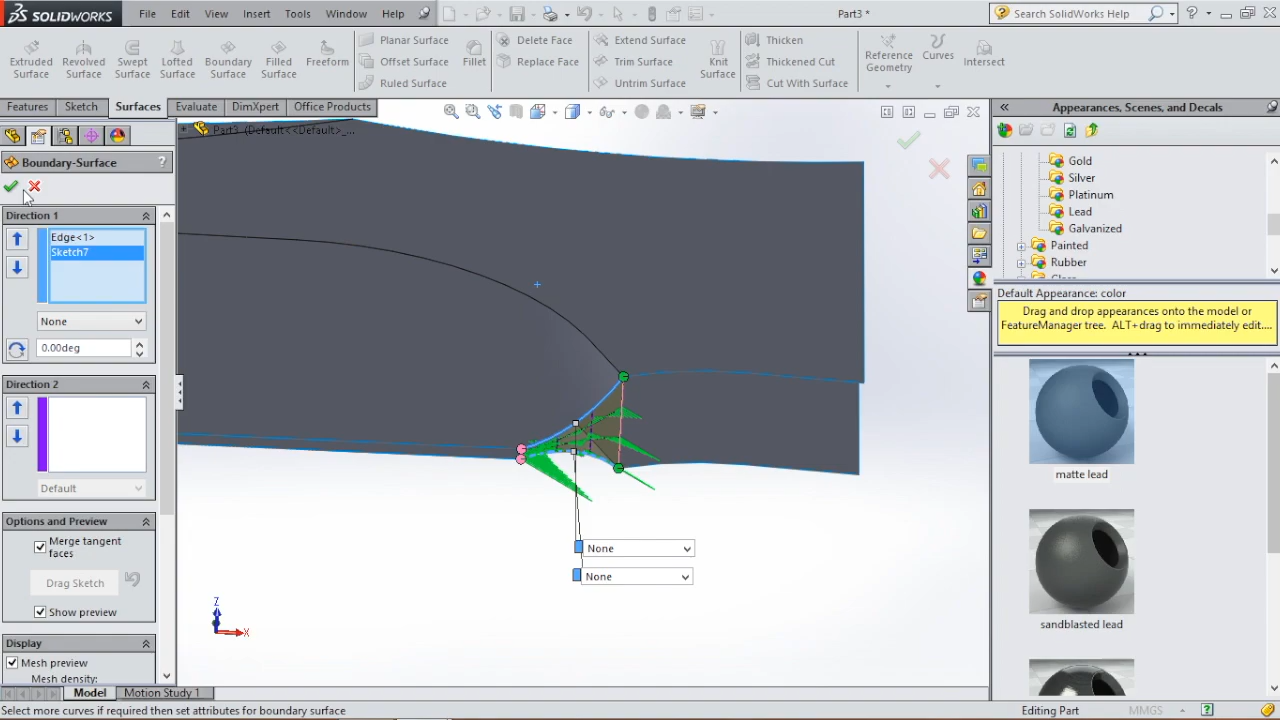 SOLIDWORKS
File Edit View Insert Tools Window Help
Part3 *
Search SolidWorks Help
Extruded Surface
Revolved Surface
Swept Surface
Lofted Surface
Boundary Surface
Filled Surface
Freeform
Planar Surface
Offset Surface
Ruled Surface
Fillet
Delete Face
Replace Face
Extend Surface
Trim Surface
Untrim Surface
Knit Surface
Thicken
Thickened Cut
Cut With Surface
Reference Geometry
Curves
Intersect
Features Sketch Surfaces Evaluate DimXpert Office Products
Part3 (Default<<Default>_...
Boundary-Surface ?
Direction 1
Edge<1>
Sketch7
None
0.00deg
Direction 2
Default
Options and Preview
Merge tangent
faces
Drag Sketch
Show preview
Display
Mesh preview
Mesh density:
None
None
Z
X
Appearances, Scenes, and Decals
Gold
Silver
Platinum
Lead
Galvanized
Painted
Rubber
Default Appearance: color
Drag and drop appearances onto the model or
FeatureManager tree. ALT+drag to immediately edit....
matte lead
sandblasted lead
Model Motion Study 1
Select more curves if required then set attributes for boundary surface
Editing Part
MMGS